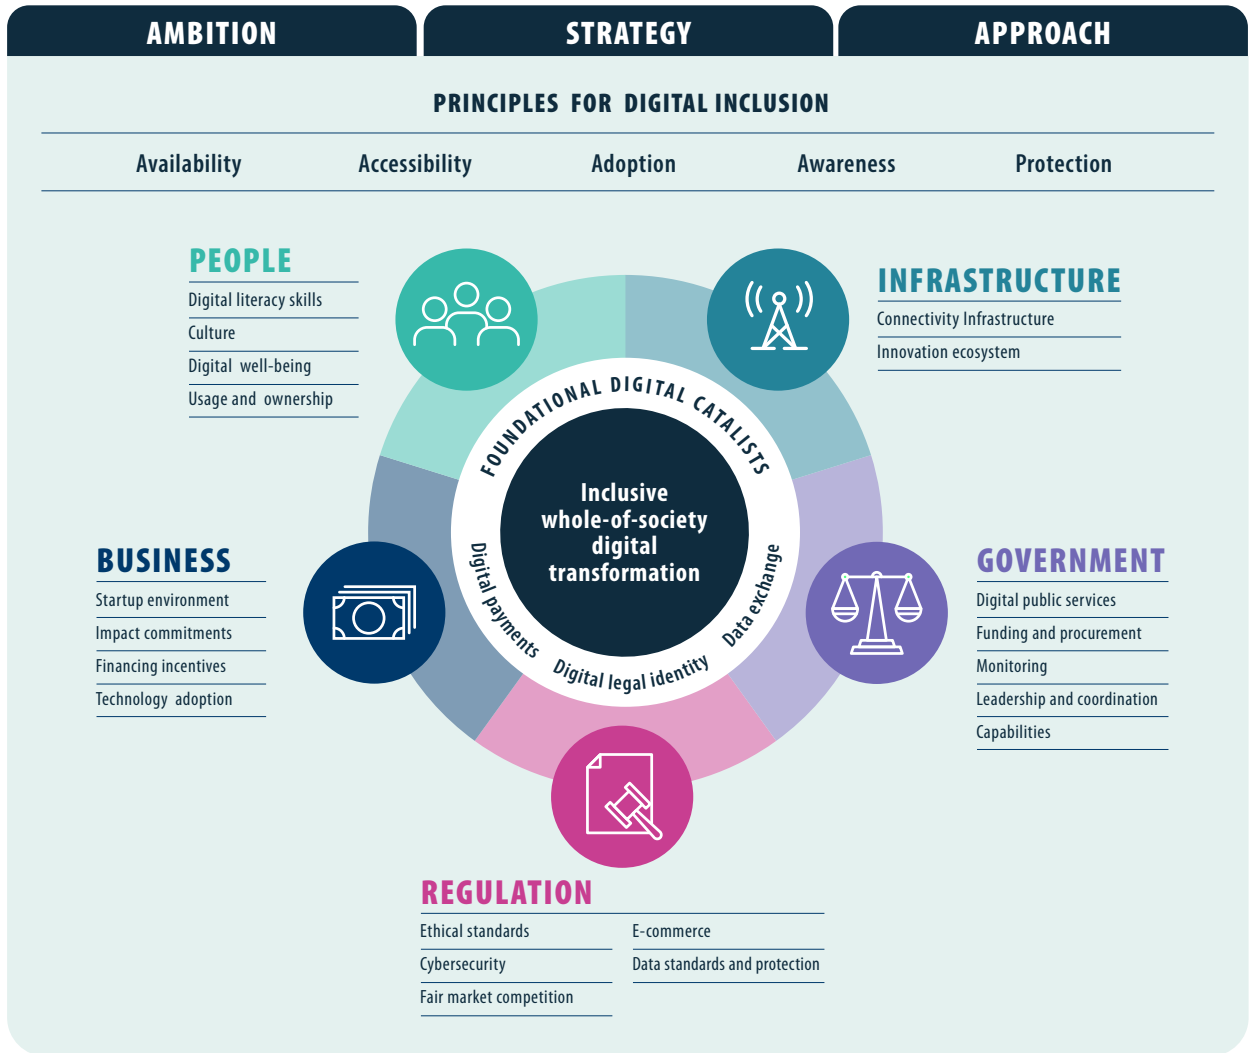 AMBITION
STRATEGY
APPROACH
PRINCIPLES FOR DIGITAL INCLUSION
Availability
Accessibility
Adoption
Awareness
Protection
PEOPLE
Digital literacy skills
Culture
Digital well-being
Usage and ownership
INFRASTRUCTURE
Connectivity Infrastructure
Innovation ecosystem
FOUNDATIONAL DIGITAL CATALISTS
Inclusive
whole-of-society
digital
transformation
Digital payments
Digital legal identity
Data exchange
BUSINESS
Startup environment
Impact commitments
Financing incentives
Technology adoption
GOVERNMENT
Digital public services
Funding and procurement
Monitoring
Leadership and coordination
Capabilities
REGULATION
Ethical standards
Cybersecurity
Fair market competition
E-commerce
Data standards and protection